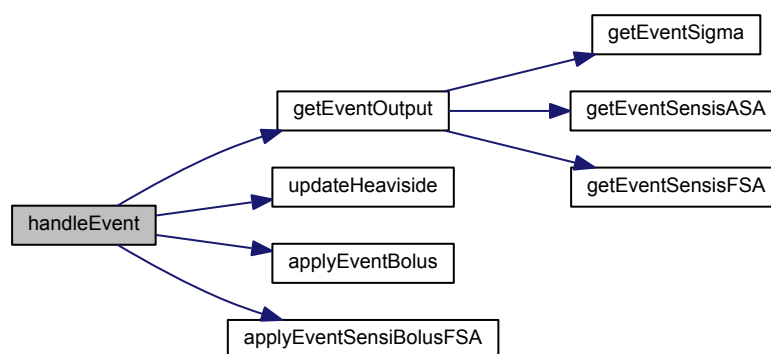 getEventSigma
getEventOutput
getEventSensisASA
updateHeaviside
getEventSensisFSA
handleEvent
applyEventBolus
applyEventSensiBolusFSA